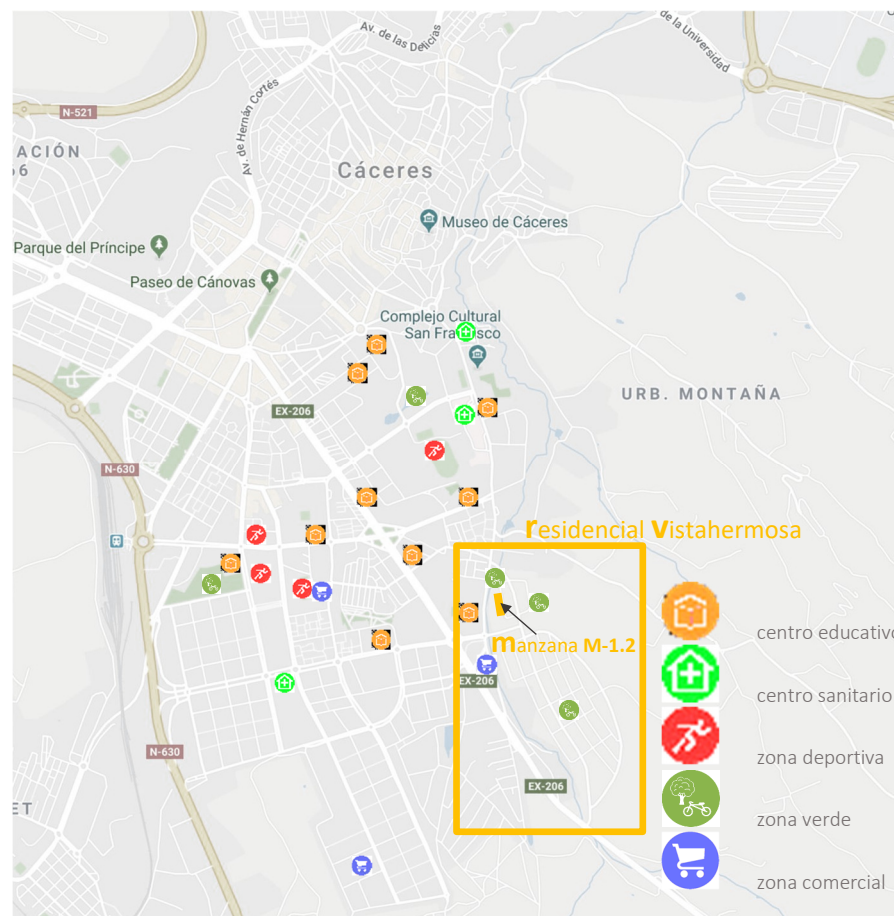 Av. de las Delicias
de la Universidad
N-521
Av. de Hernán Cortés
ACIÓN
Cáceres
Museo de Cáceres
Parque del Príncipe
Paseo de Cánovas
Complejo Cultural
San Francisco
URB. MONTAÑA
EX-206
N-630
residencial Vistahermosa
manzana M-1.2
EX-206
N-630
EX-206
ET
centro educativo
centro sanitario
zona deportiva
zona verde
zona comercial